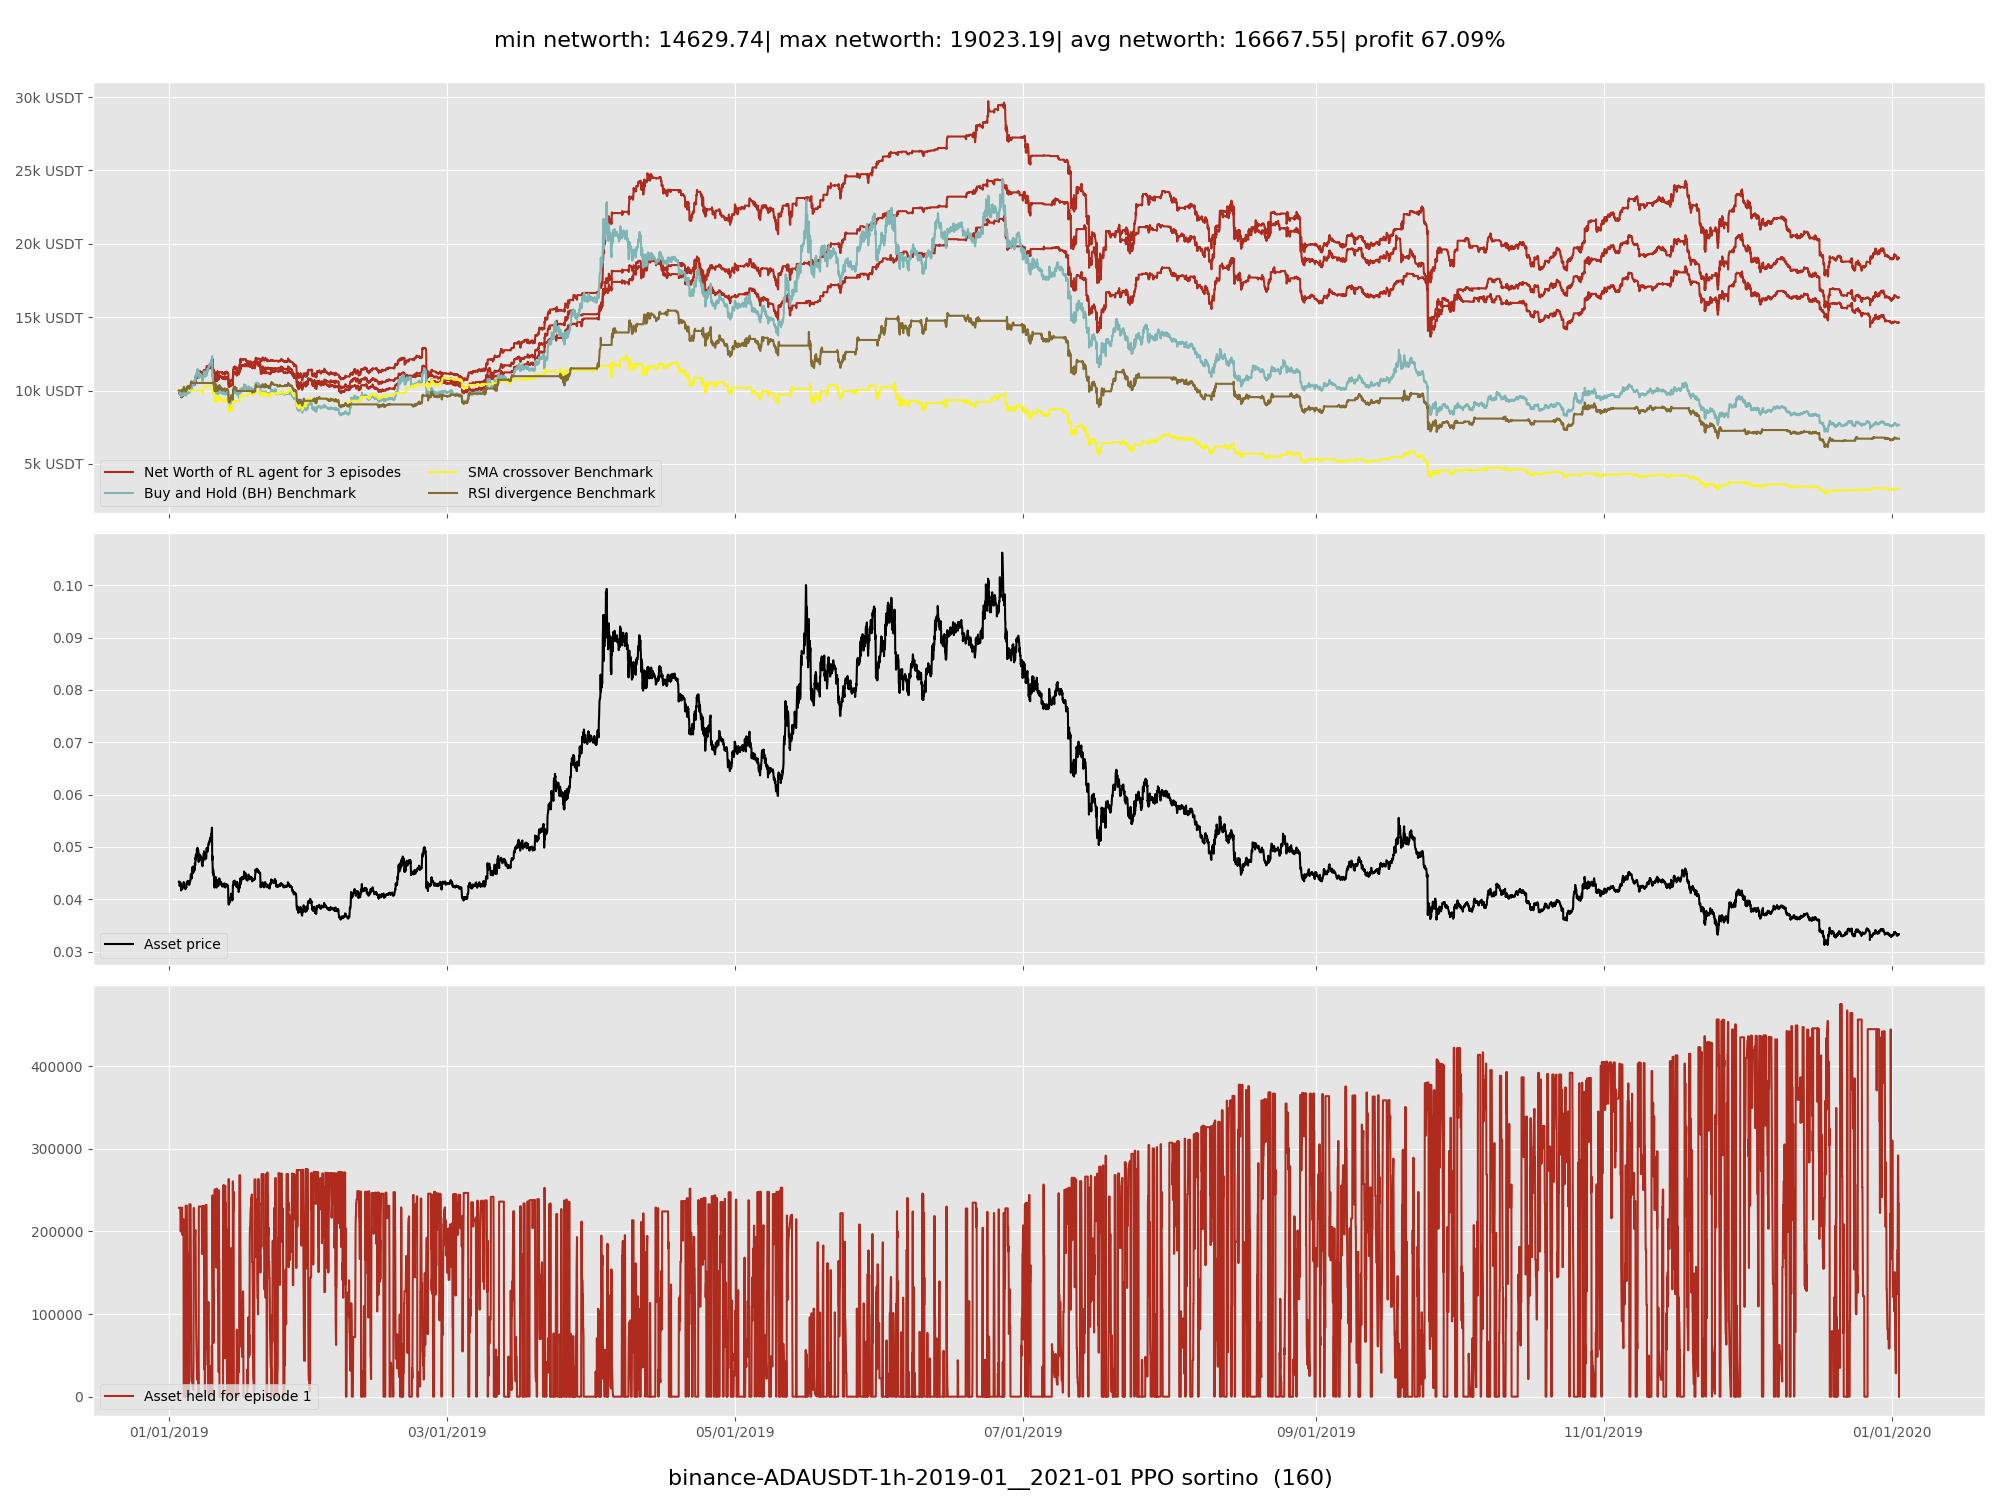 min networth: 14629.74| max networth: 19023.19| avg networth: 16667.55| profit 67.09%
30k USDT
25k USDT
20k USDT
15k USDT
10k USDT
5k USDT
Net Worth of RL agent for 3 episodes
Buy and Hold (BH) Benchmark
SMA crossover Benchmark
RSI divergence Benchmark
0.10
0.09
0.08
0.07
0.06
0.05
0.04
0.03
Asset price
400000
300000
200000
100000
0
Asset held for episode 1
01/01/2019 03/01/2019 05/01/2019 07/01/2019 09/01/2019 11/01/2019 01/01/2020
binance-ADAUSDT-1h-2019-01__2021-01 PPO sortino (160)